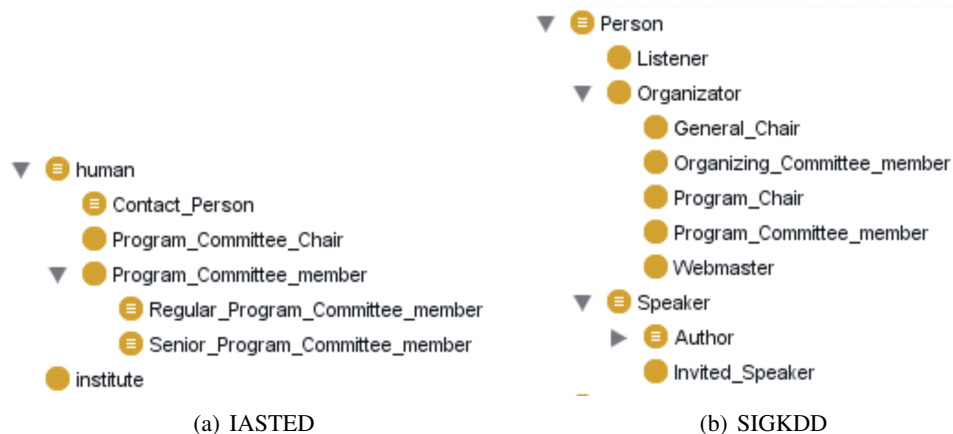 human
Contact_Person
Program_Committee_Chair
Program_Committee_member
Regular_Program_Committee_member
Senior_Program_Committee_member
institute
(a) IASTED
Person
Listener
Organizator
General_Chair
Organizing_Committee_member
Program_Chair
Program_Committee_member
Webmaster
Speaker
Author
Invited_Speaker
(b) SIGKDD